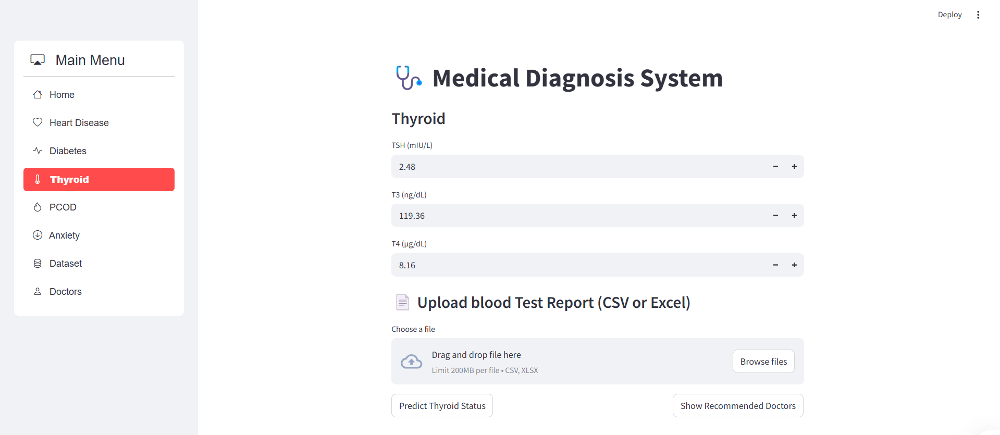 Deploy
Main Menu
Home
Heart Disease
Diabetes
Thyroid
PCOD
Anxiety
Dataset
Doctors
Medical Diagnosis System
Thyroid
TSH (mIU/L)
2.48
T3 (ng/dL)
119.36
T4 (µg/dL)
8.16
Upload blood Test Report (CSV or Excel)
Choose a file
Drag and drop file here
Limit 200MB per file • CSV, XLSX
Browse files
Predict Thyroid Status
Show Recommended Doctors